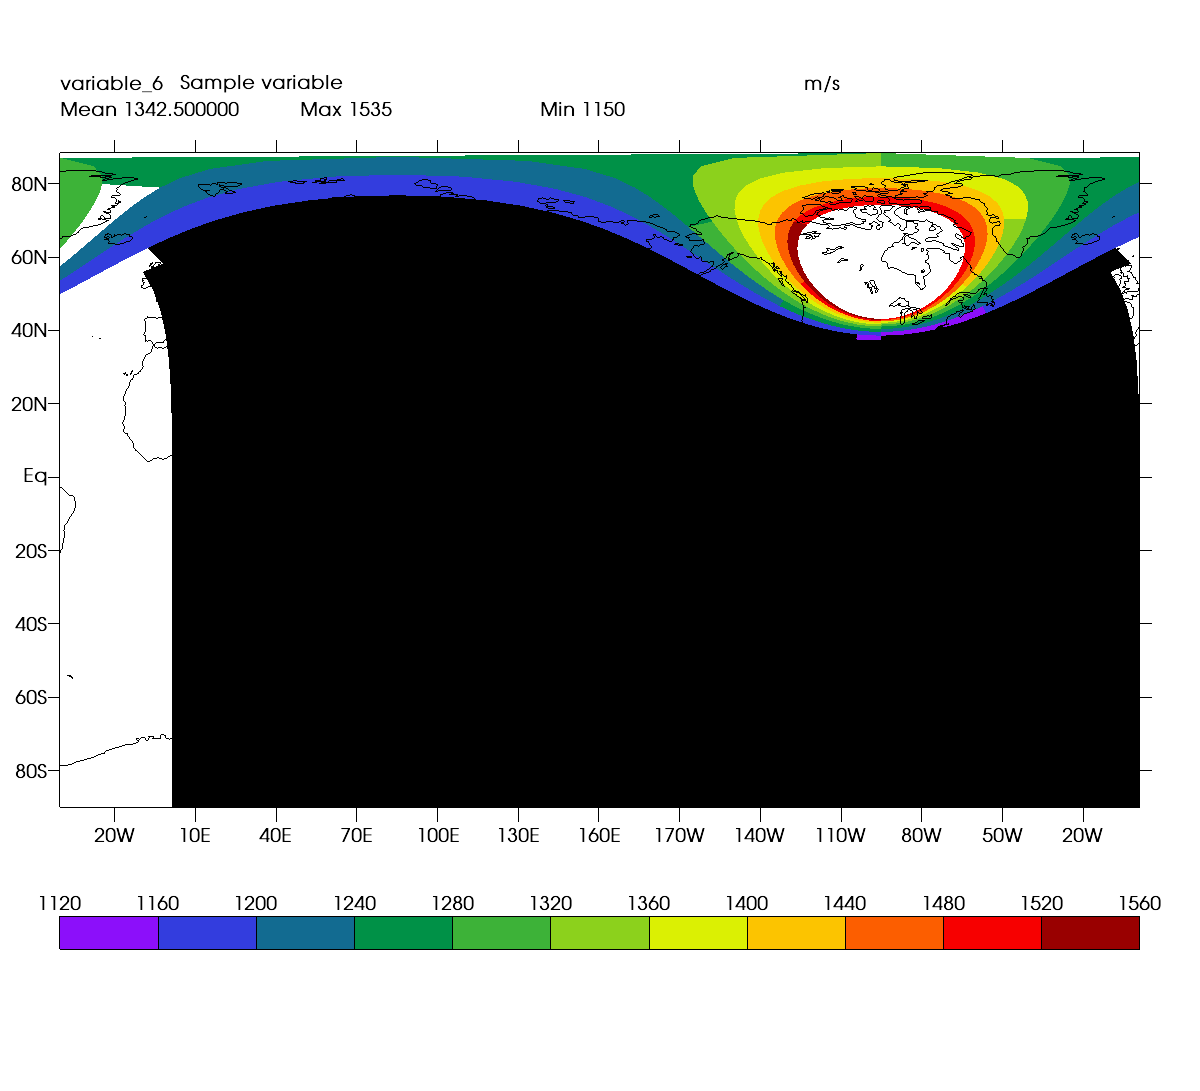 variable_6 Sample variable m/s
Mean 1342.500000 Max 1535 Min 1150
80N
60N
40N
20N
Eq
20S
40S
60S
80S
20W 10E 40E 70E 100E 130E 160E 170W 140W 110W 80W 50W 20W
1120 1160 1200 1240 1280 1320 1360 1400 1440 1480 1520 1560